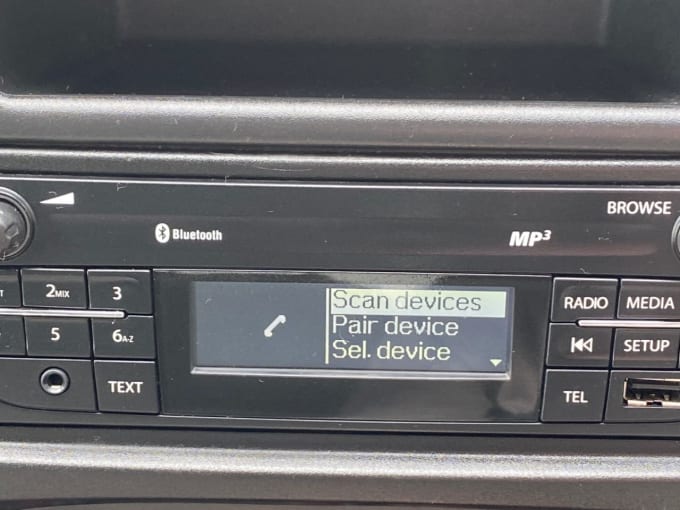 BROWSE
Bluetooth
MP3
2MIX
3
5
6A-Z
TEXT
Scan devices
Pair device
Sel. device
RADIO
MEDIA
SETUP
TEL